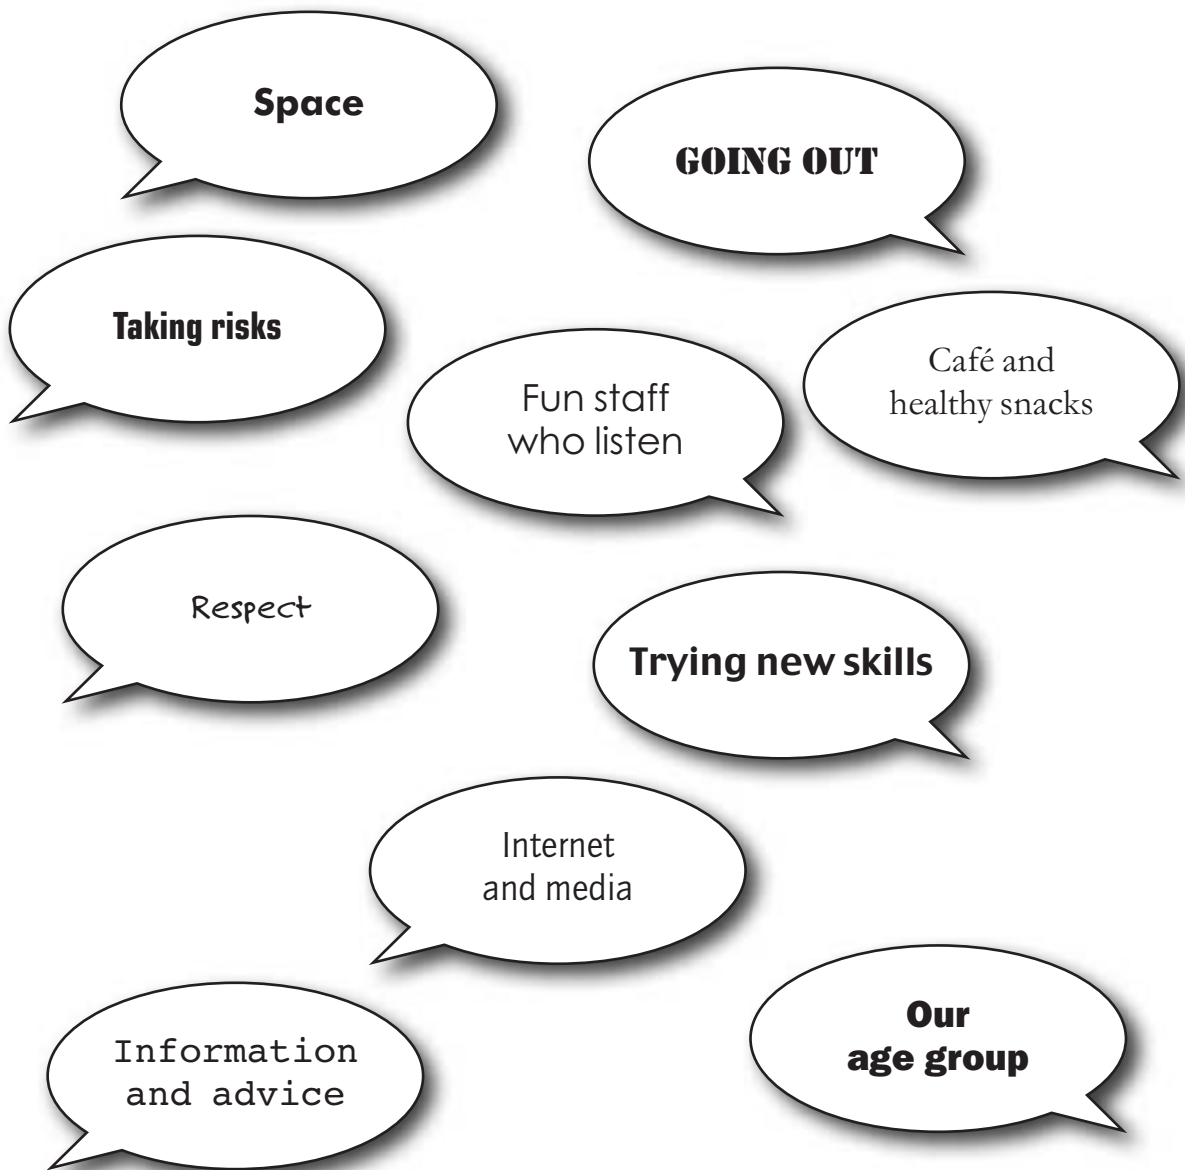 Space
GOING OUT
Taking risks
Fun staff
who listen
Café and
healthy snacks
Respect
Trying new skills
Internet
and media
Information
and advice
Our
age group